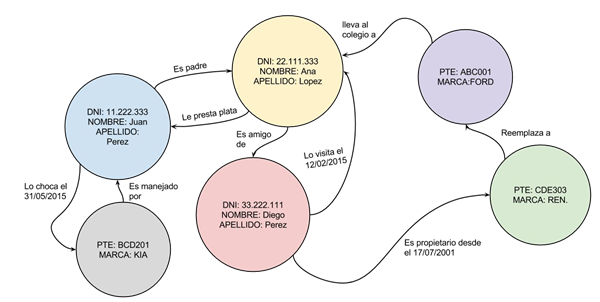 lleva al
colegio a
DNI: 22.111.333
NOMBRE: Ana
APELLIDO: Lopez
PTE: ABC001
MARCA:FORD
Es padre
DNI: 11.222.333
NOMBRE: Juan
APELLIDO:
Perez
Le presta plata
Es amigo
de
Lo visita el
12/02/2015
Reemplaza a
Lo choca el
31/05/2015
Es manejado
por
DNI: 33.222.111
NOMBRE: Diego
APELLIDO: Perez
PTE: CDE303
MARCA: REN.
PTE: BCD201
MARCA: KIA
Es propietario desde
el 17/07/2001